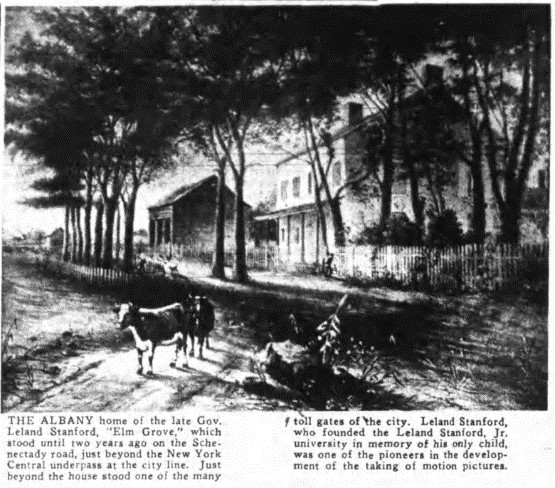 THE ALBANY home of the late Gov.
Leland Stanford, "Elm Grove," which
stood until two years ago on the Sche-
nectady road, just beyond the New York
Central underpass at the city line. Just
beyond the house stood one of the many
toll gates of the city. Leland Stanford,
who founded the Leland Stanford, Jr.
university in memory of his only child,
was one of the pioneers in the develop-
ment of the taking of motion pictures.